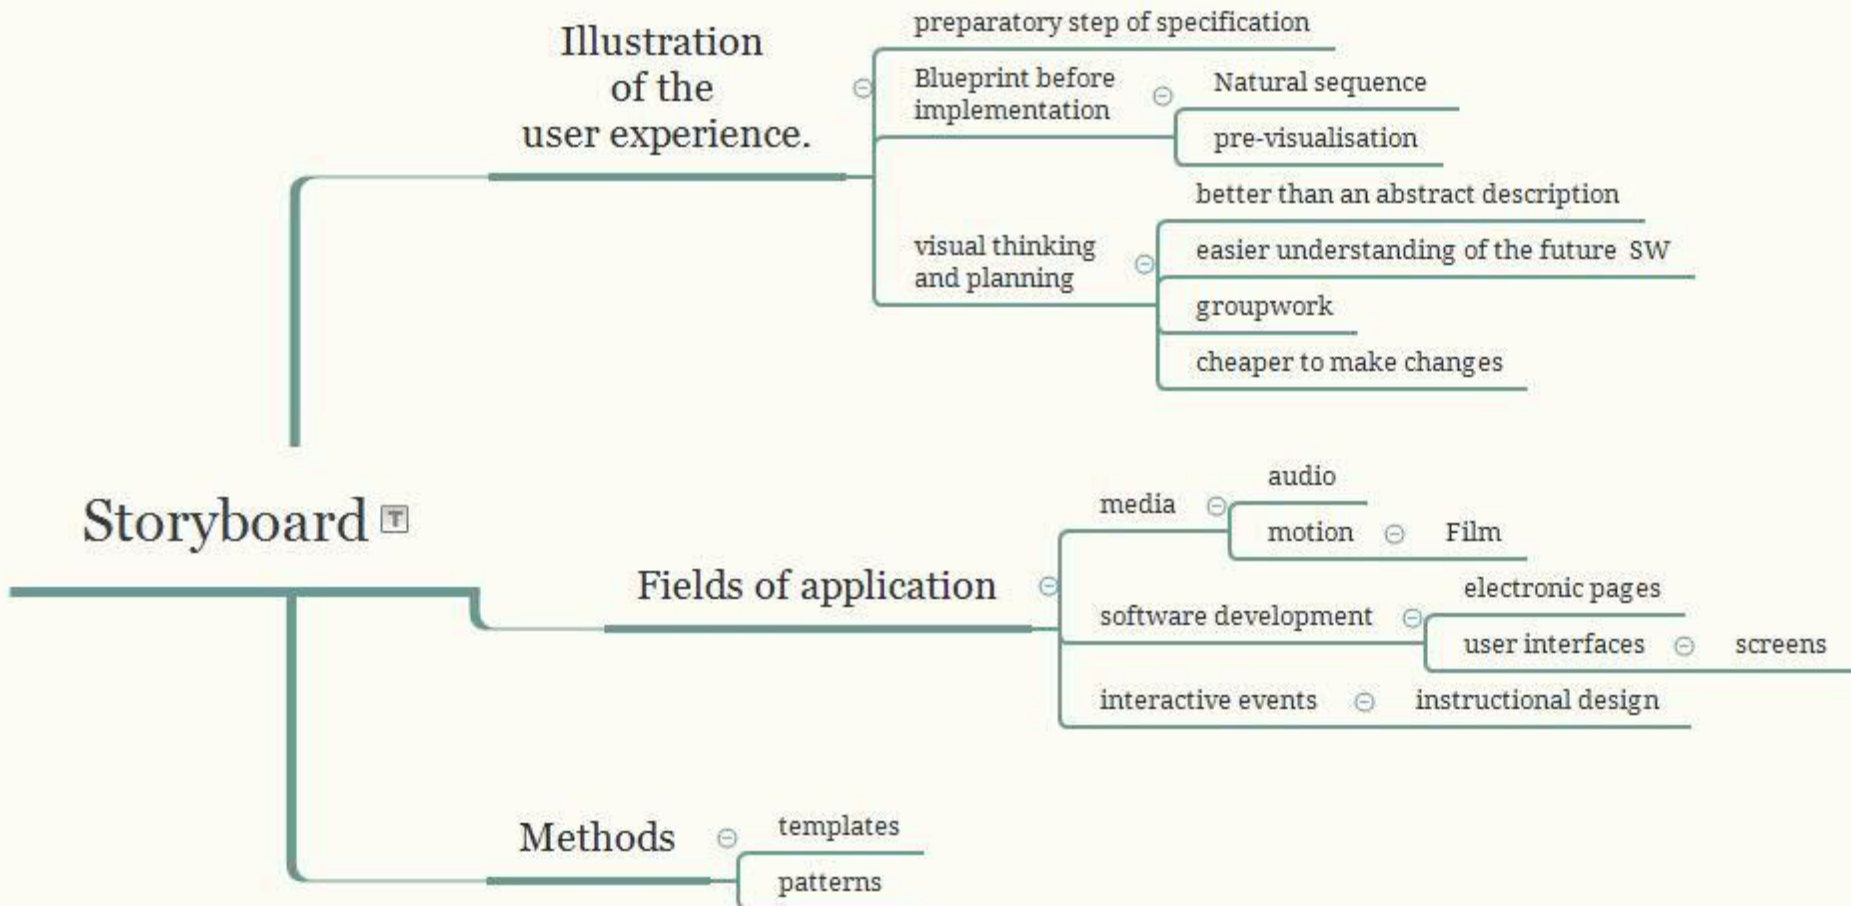 Illustration
of the
user experience.
preparatory step of specification
Blueprint before
implementation
Natural sequence
pre-visualisation
visual thinking
and planning
better than an abstract description
easier understanding of the future SW
groupwork
cheaper to make changes
Storyboard T
Fields of application
media
audio
motion
Film
software development
electronic pages
user interfaces
screens
interactive events
instructional design
Methods
templates
patterns